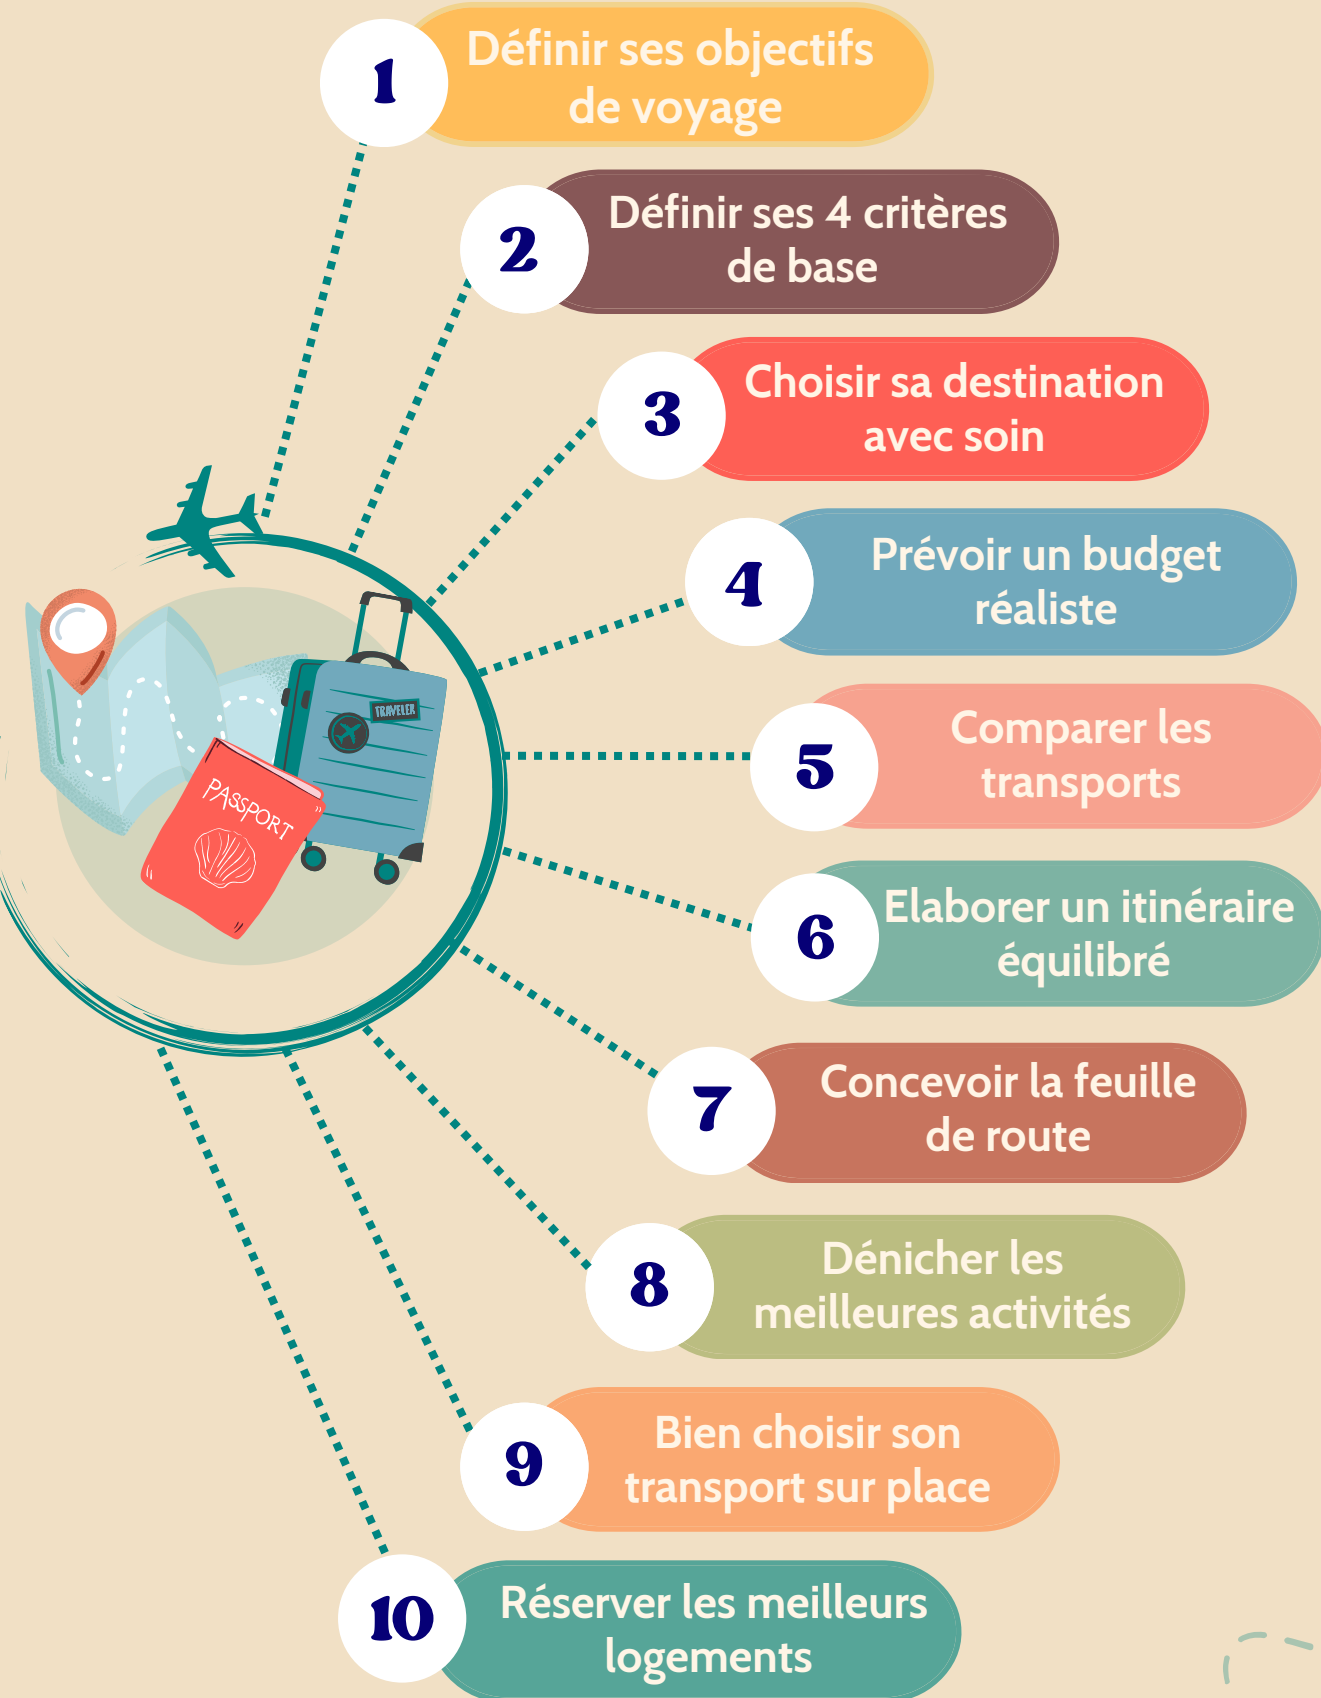 1
Définir ses objectifs
de voyage
2
Définir ses 4 critères
de base
3
Choisir sa destination
avec soin
4
Prévoir un budget
réaliste
TRAVELER
PASSPORT
5
Comparer les
transports
6
Elaborer un itinéraire
équilibré
7
Concevoir la feuille
de route
8
Dénicher les
meilleures activités
9
Bien choisir son
transport sur place
10
Réserver les meilleurs
logements